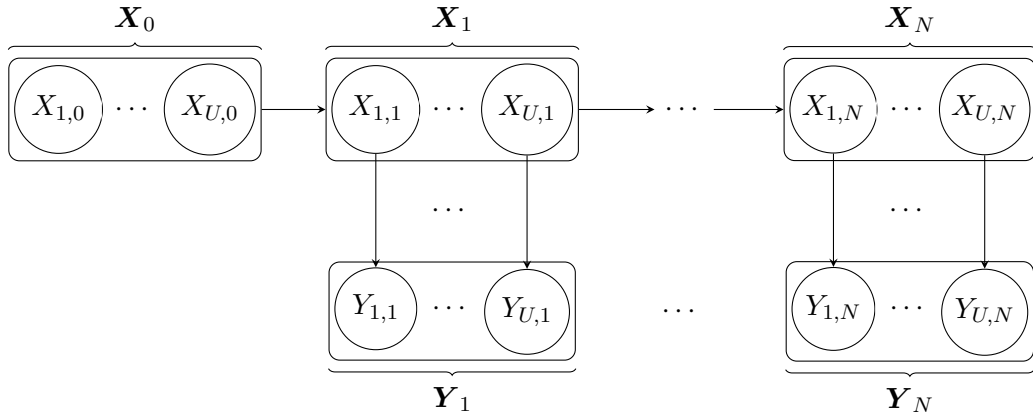 X_0 X_1 X_N
X_{1,0} ⋯ X_{U,0} X_{1,1} ⋯ X_{U,1} ⋯ X_{1,N} ⋯ X_{U,N}
⋯ ⋯
Y_{1,1} ⋯ Y_{U,1} ⋯ Y_{1,N} ⋯ Y_{U,N}
Y_1 Y_N